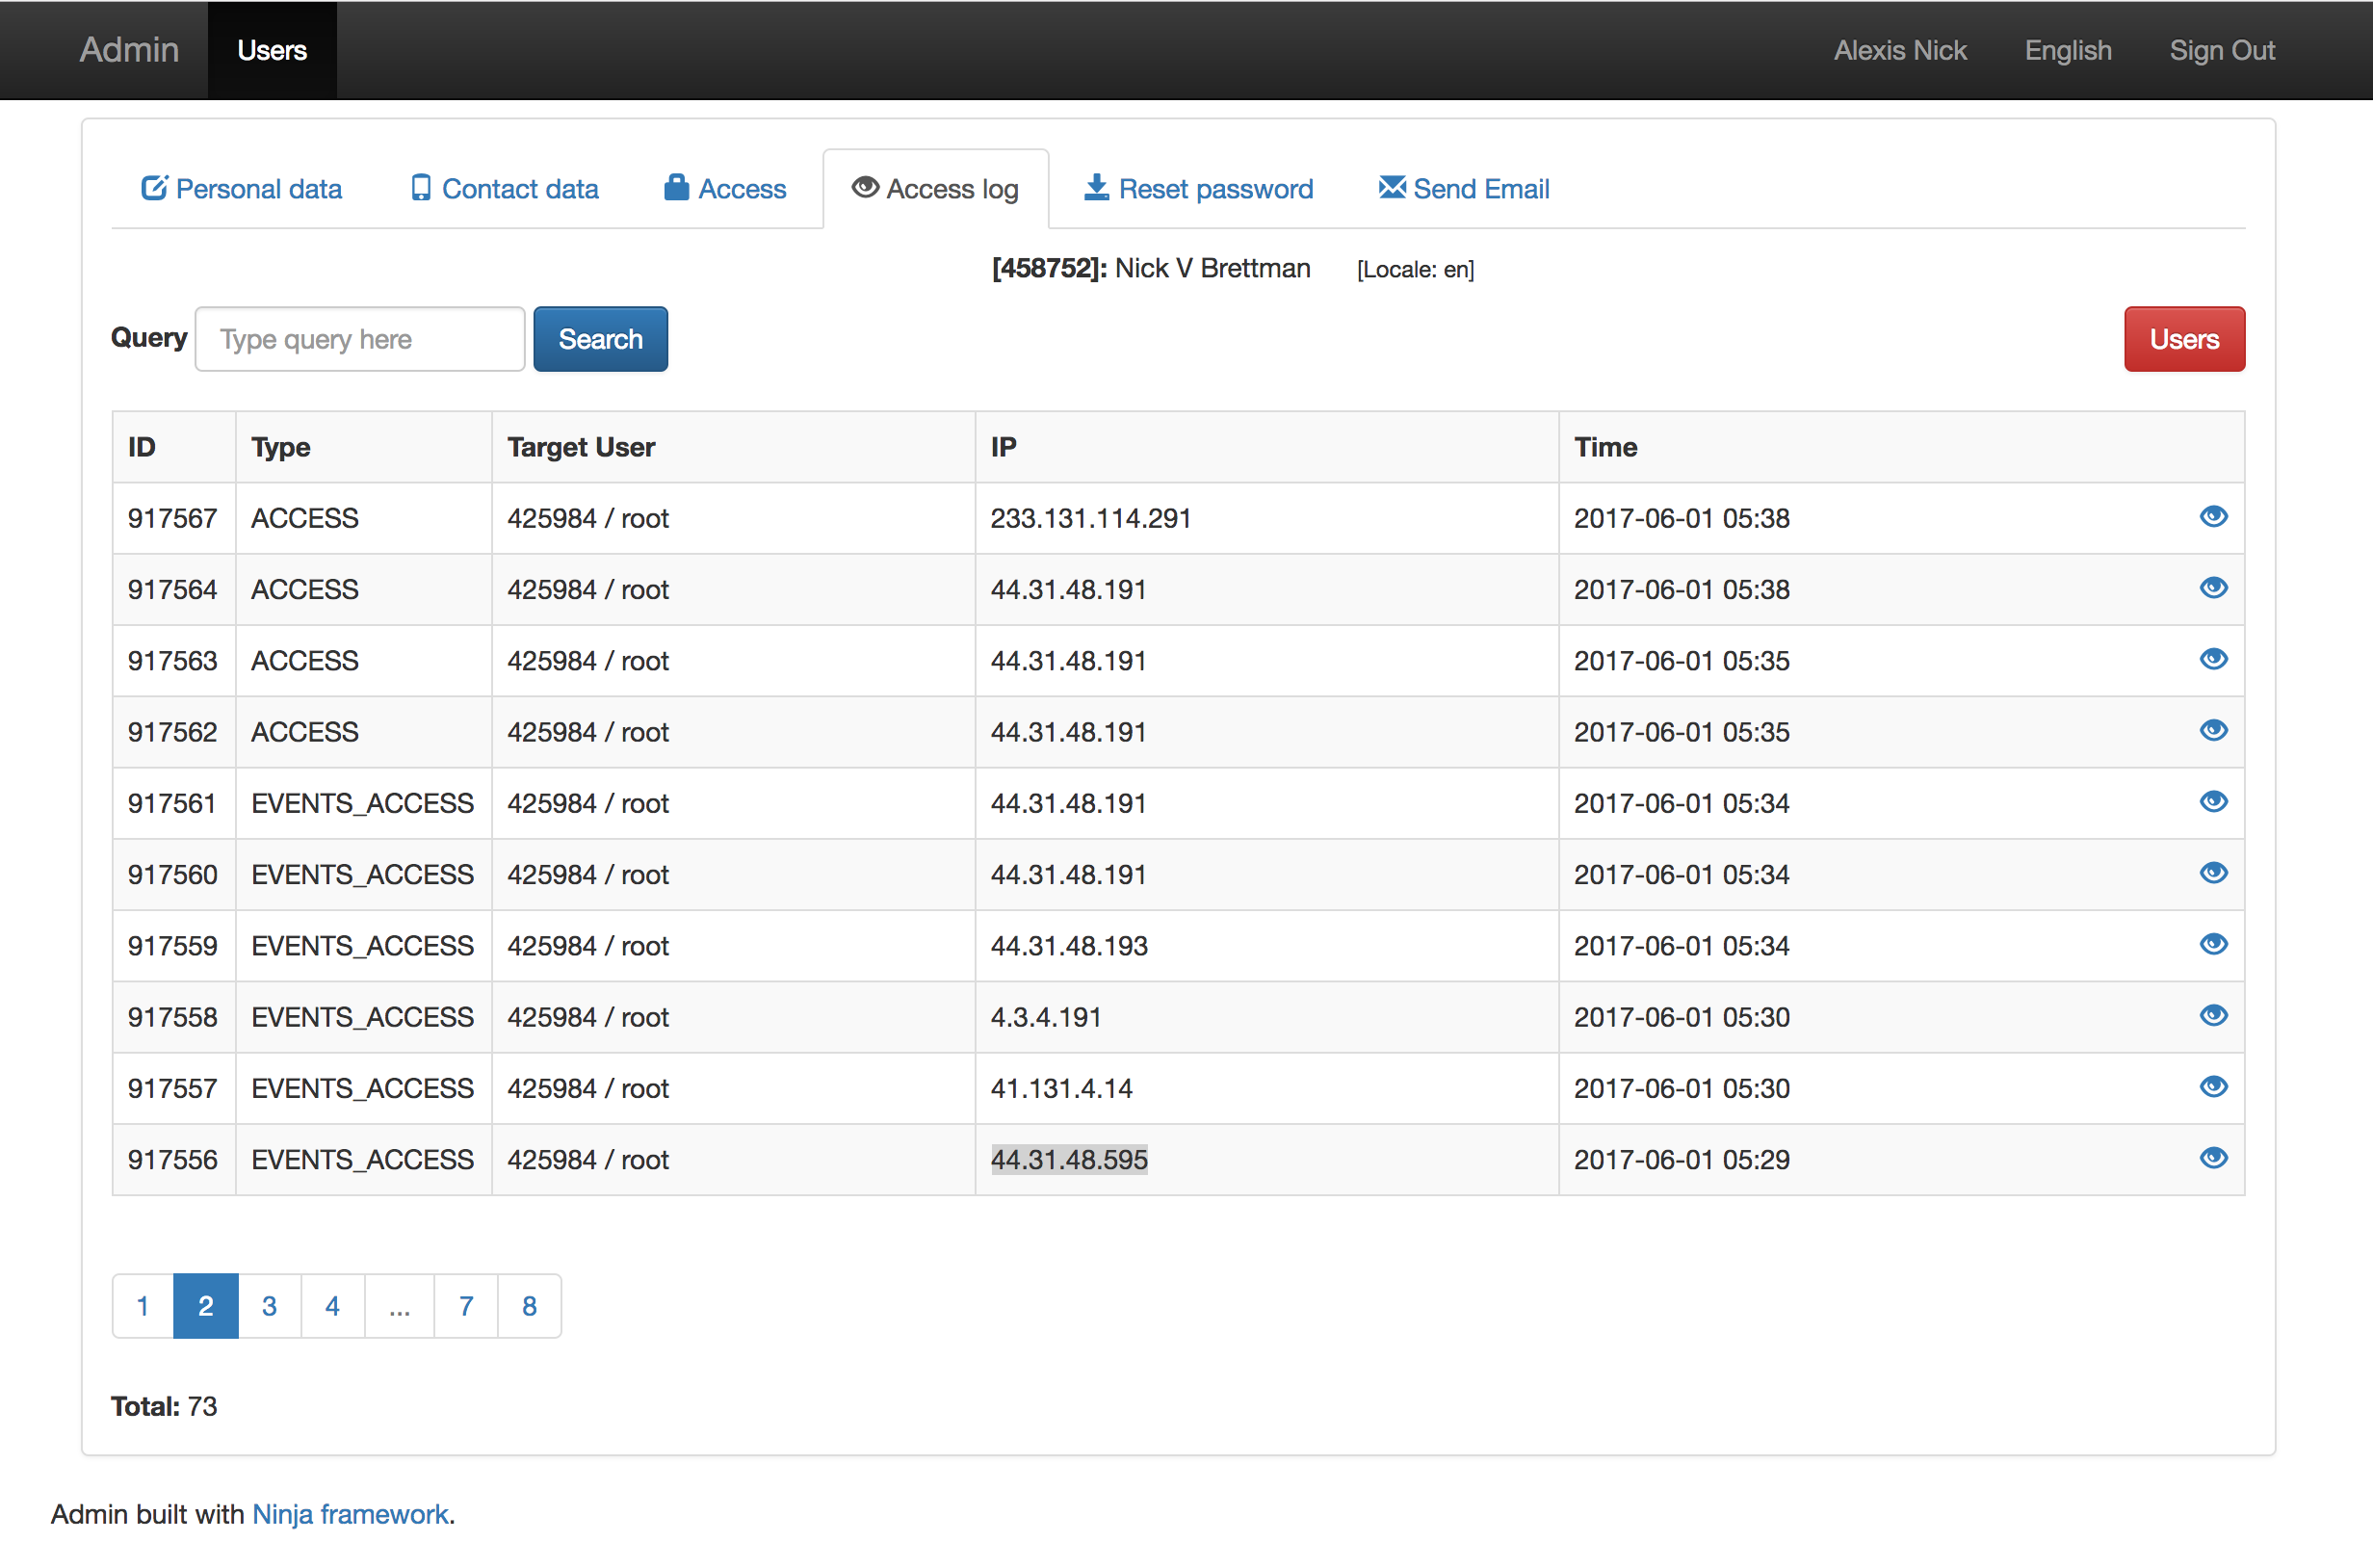 Admin Users Alexis Nick English Sign Out
Personal data Contact data Access Access log Reset password Send Email
[458752]: Nick V Brettman [Locale: en]
Query Type query here Search Users
ID Type Target User IP Time
917567 ACCESS 425984 / root 233.131.114.291 2017-06-01 05:38
917564 ACCESS 425984 / root 44.31.48.191 2017-06-01 05:38
917563 ACCESS 425984 / root 44.31.48.191 2017-06-01 05:35
917562 ACCESS 425984 / root 44.31.48.191 2017-06-01 05:35
917561 EVENTS_ACCESS 425984 / root 44.31.48.191 2017-06-01 05:34
917560 EVENTS_ACCESS 425984 / root 44.31.48.191 2017-06-01 05:34
917559 EVENTS_ACCESS 425984 / root 44.31.48.193 2017-06-01 05:34
917558 EVENTS_ACCESS 425984 / root 4.3.4.191 2017-06-01 05:30
917557 EVENTS_ACCESS 425984 / root 41.131.4.14 2017-06-01 05:30
917556 EVENTS_ACCESS 425984 / root 44.31.48.595 2017-06-01 05:29
1 2 3 4 ... 7 8
Total: 73
Admin built with Ninja framework.